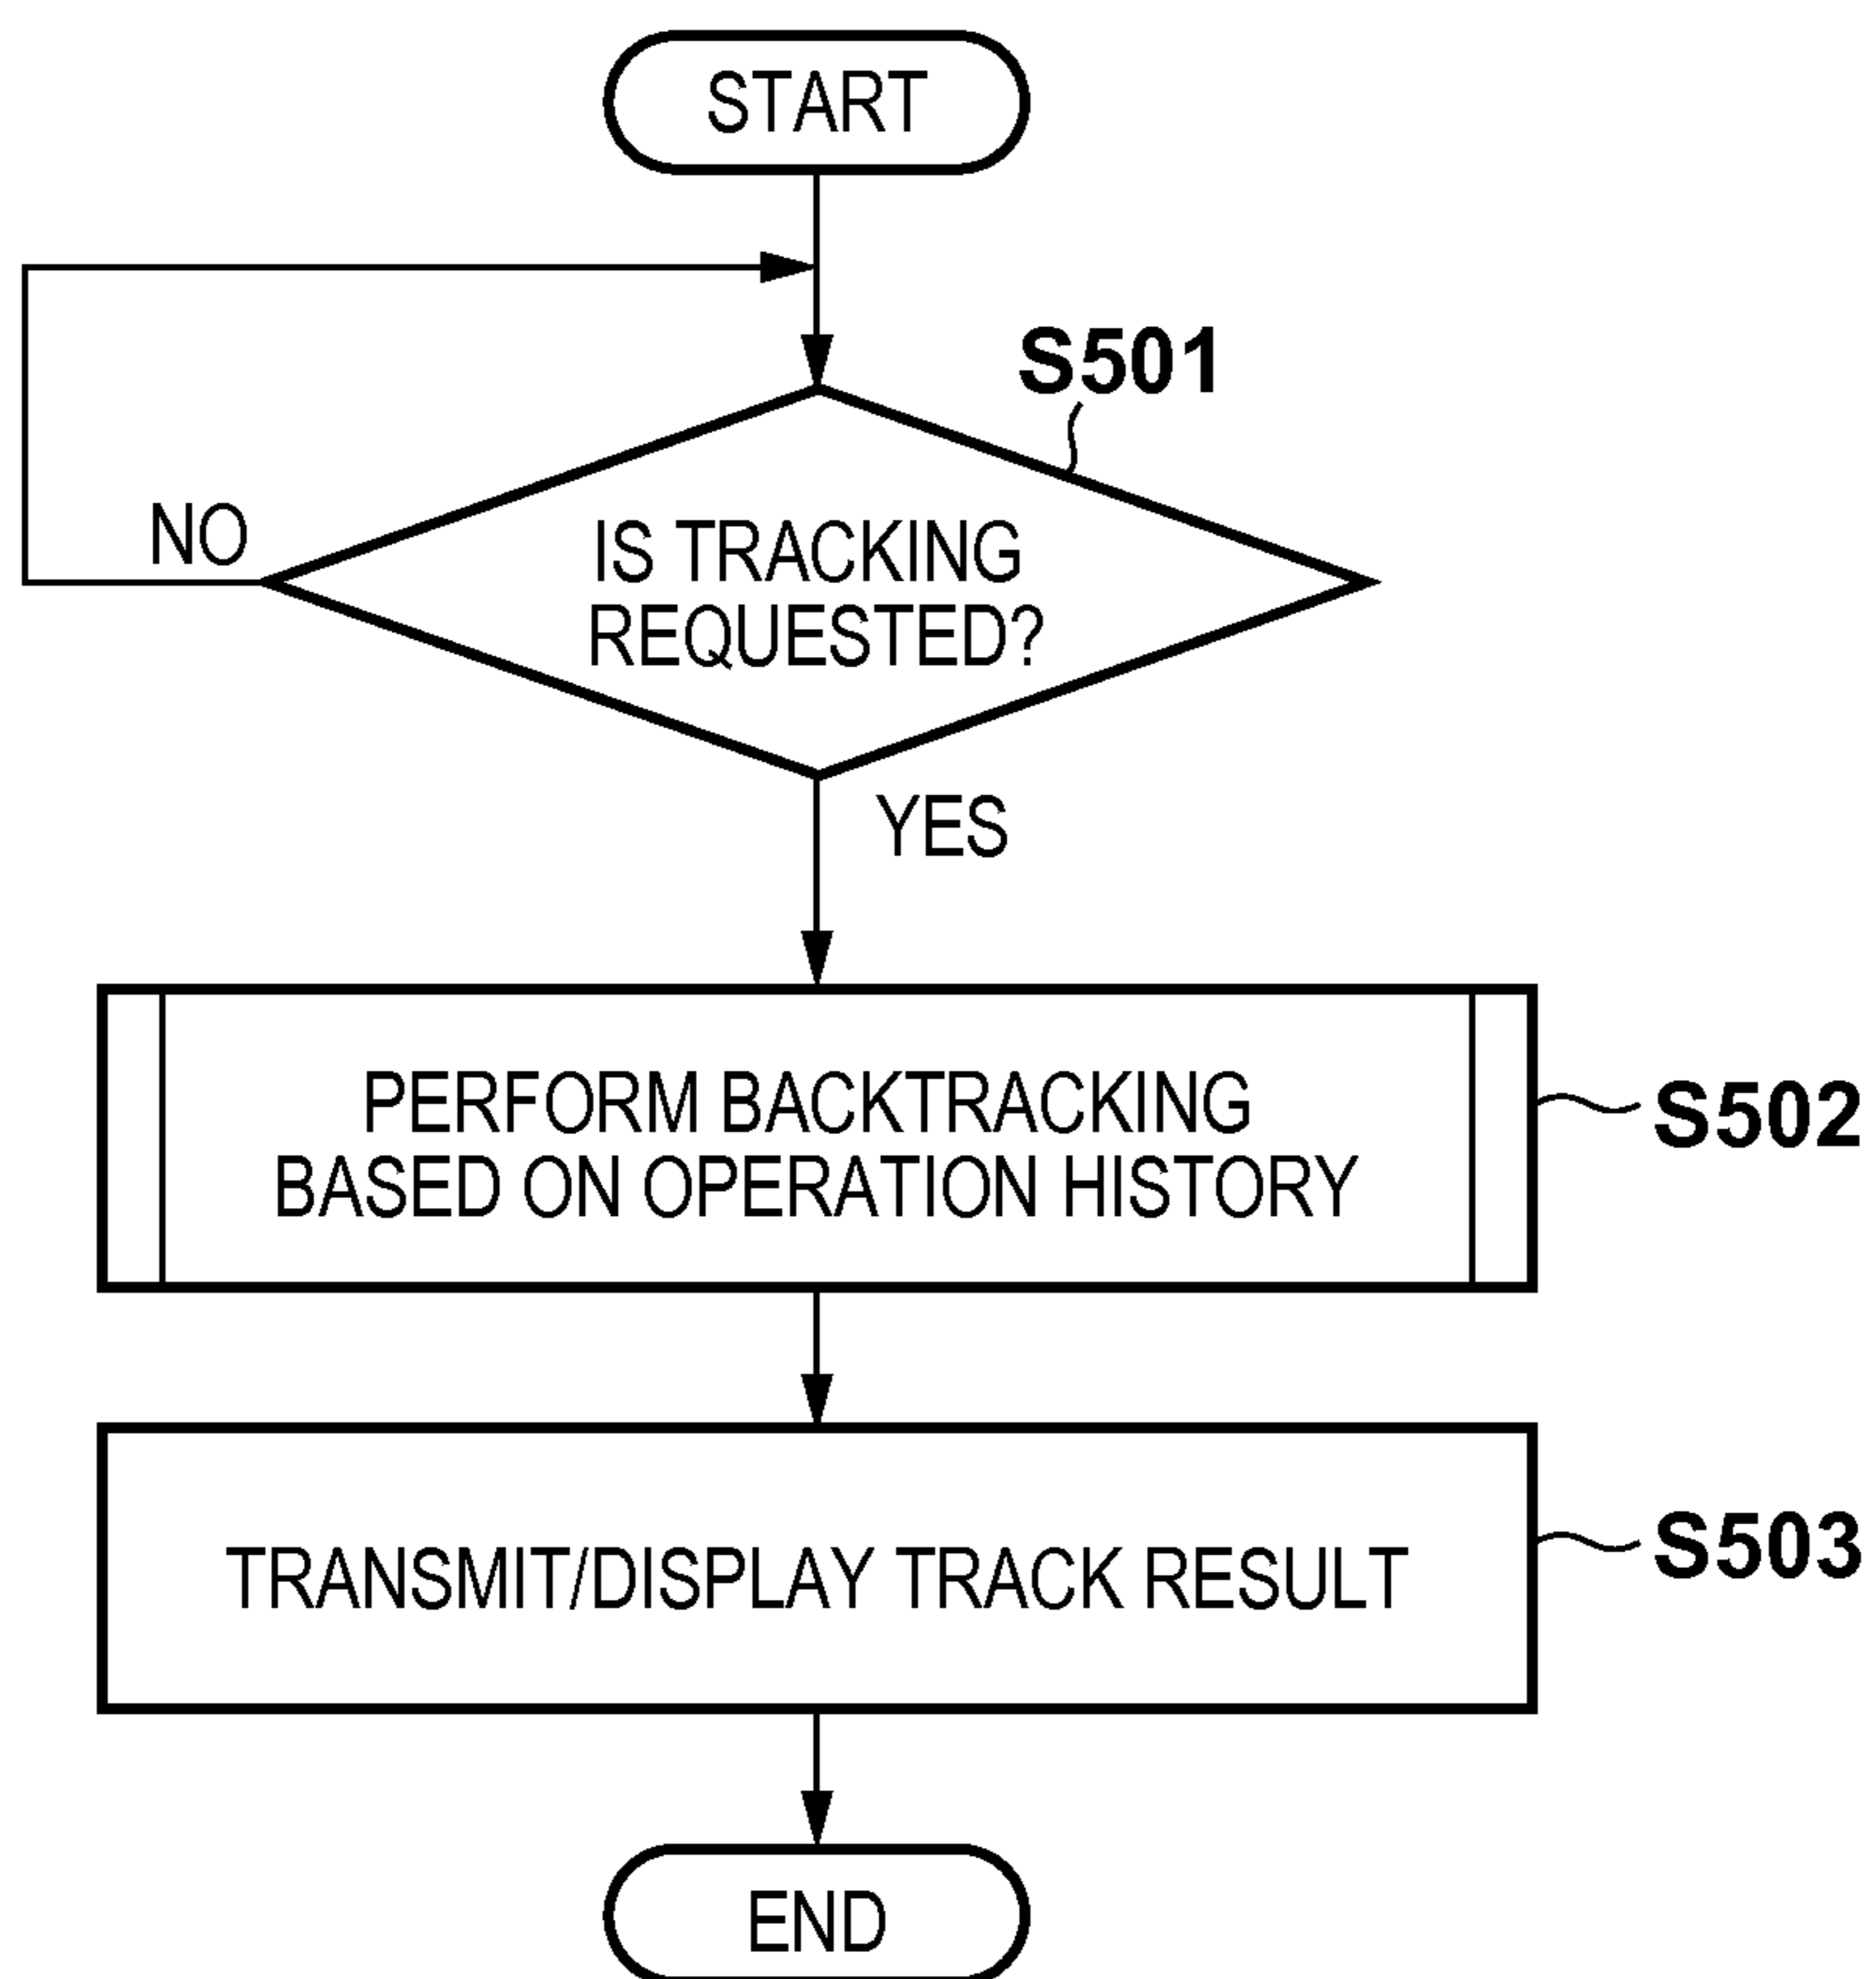 START
S501
NO
IS TRACKING
REQUESTED?
YES
PERFORM BACKTRACKING
BASED ON OPERATION HISTORY
S502
TRANSMIT/DISPLAY TRACK RESULT
S503
END